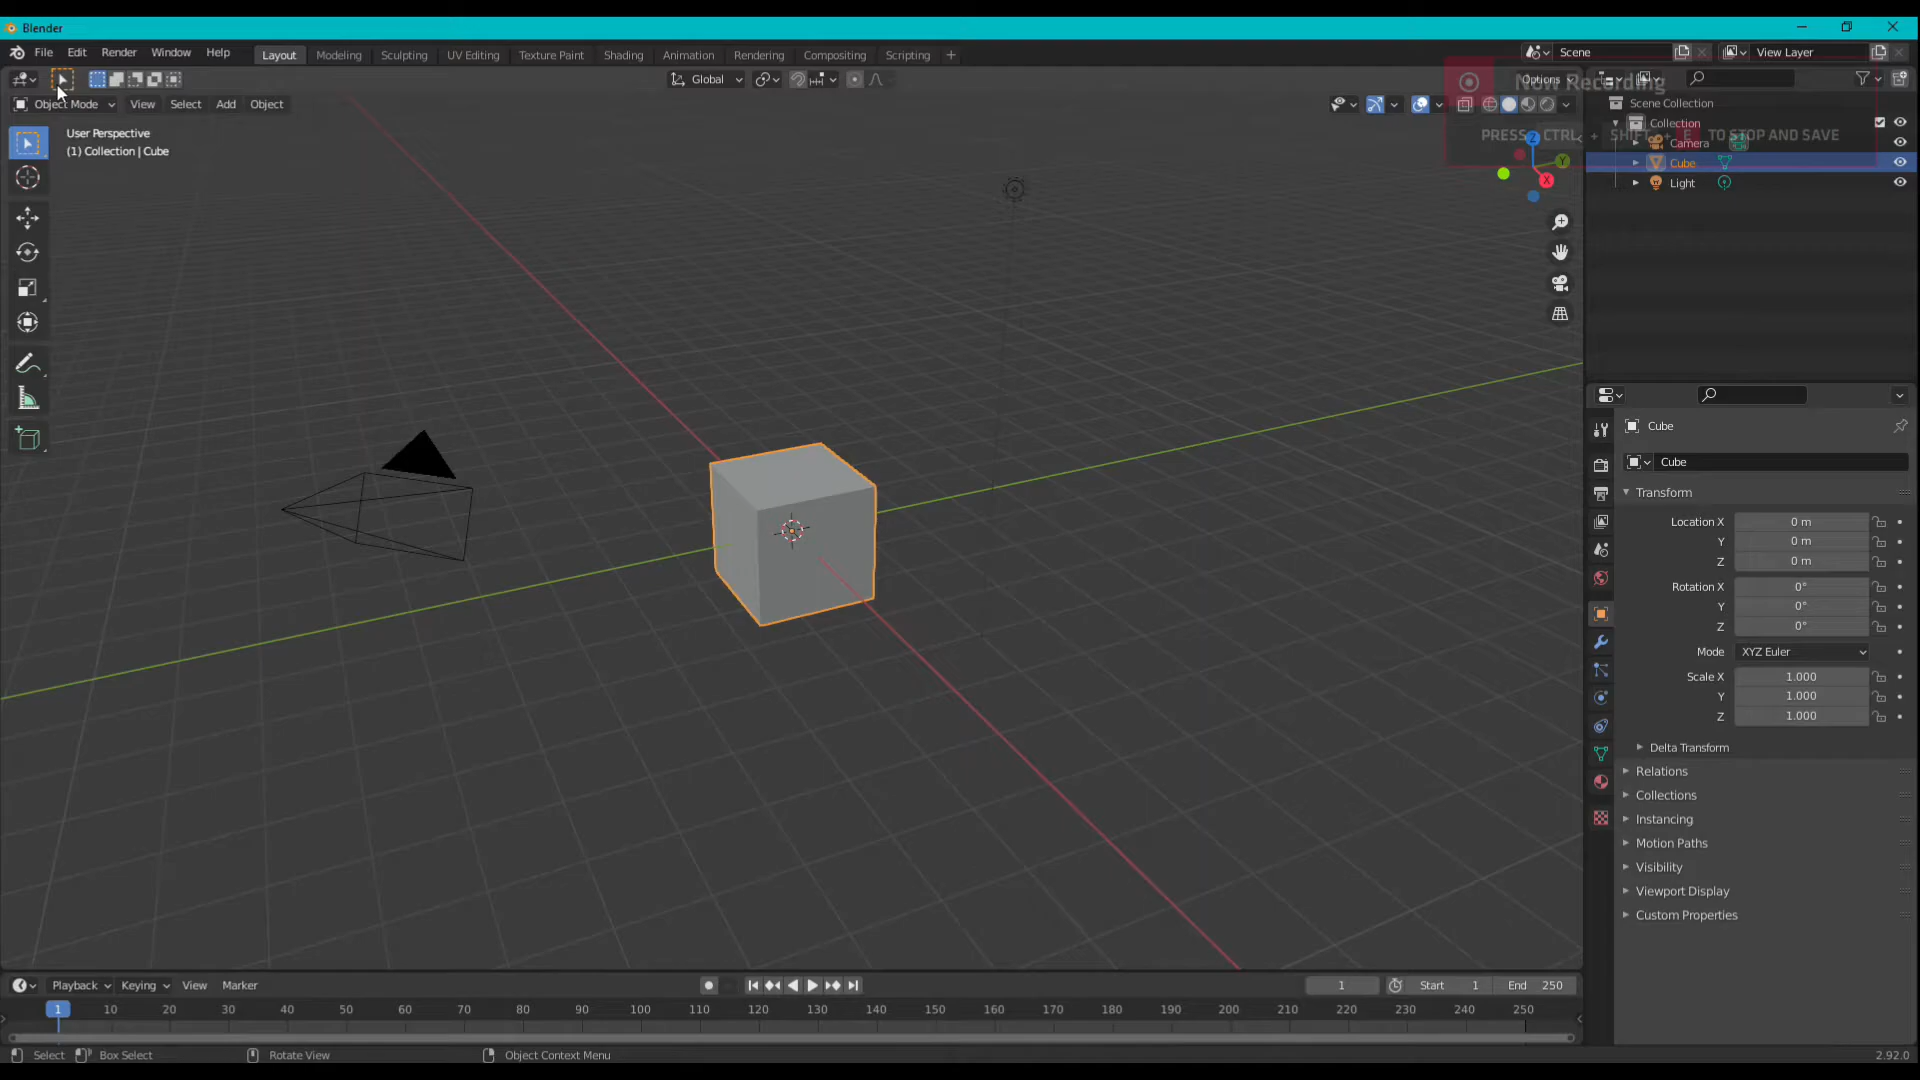 Blender
File Edit Render Window Help
Layout Modeling Sculpting UV Editing Texture Paint Shading Animation Rendering Compositing Scripting +
Scene
View Layer
Global
Options
Now Recording
Object Mode View Select Add Object
PRESS CTRL + SHIFT + E TO STOP AND SAVE
User Perspective
(1) Collection | Cube
Z
Y
X
Scene Collection
Collection
Camera
Cube
Light
Cube
Cube
Transform
Location X 0 m
Y 0 m
Z 0 m
Rotation X 0°
Y 0°
Z 0°
Mode XYZ Euler
Scale X 1.000
Y 1.000
Z 1.000
Delta Transform
Relations
Collections
Instancing
Motion Paths
Visibility
Viewport Display
Custom Properties
Playback Keying View Marker
1 Start 1 End 250
1 10 20 30 40 50 60 70 80 90 100 110 120 130 140 150 160 170 180 190 200 210 220 230 240 250
Select Box Select Rotate View Object Context Menu
2.92.0